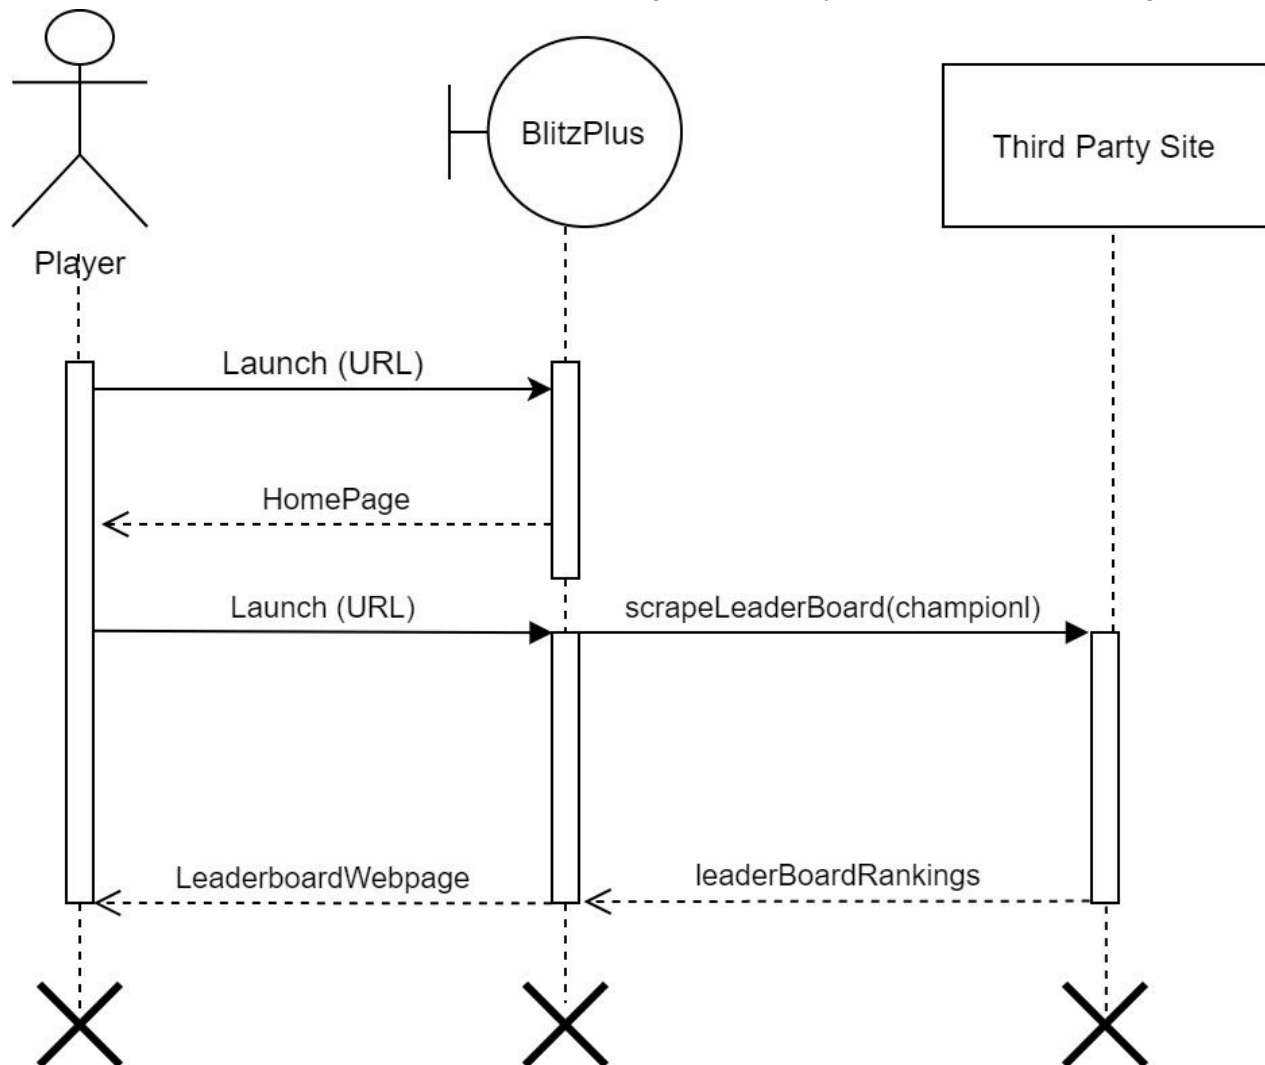 BlitzPlus
Third Party Site
Player
Launch (URL)
HomePage
Launch (URL)
scrapeLeaderBoard(championl)
LeaderboardWebpage
leaderBoardRankings